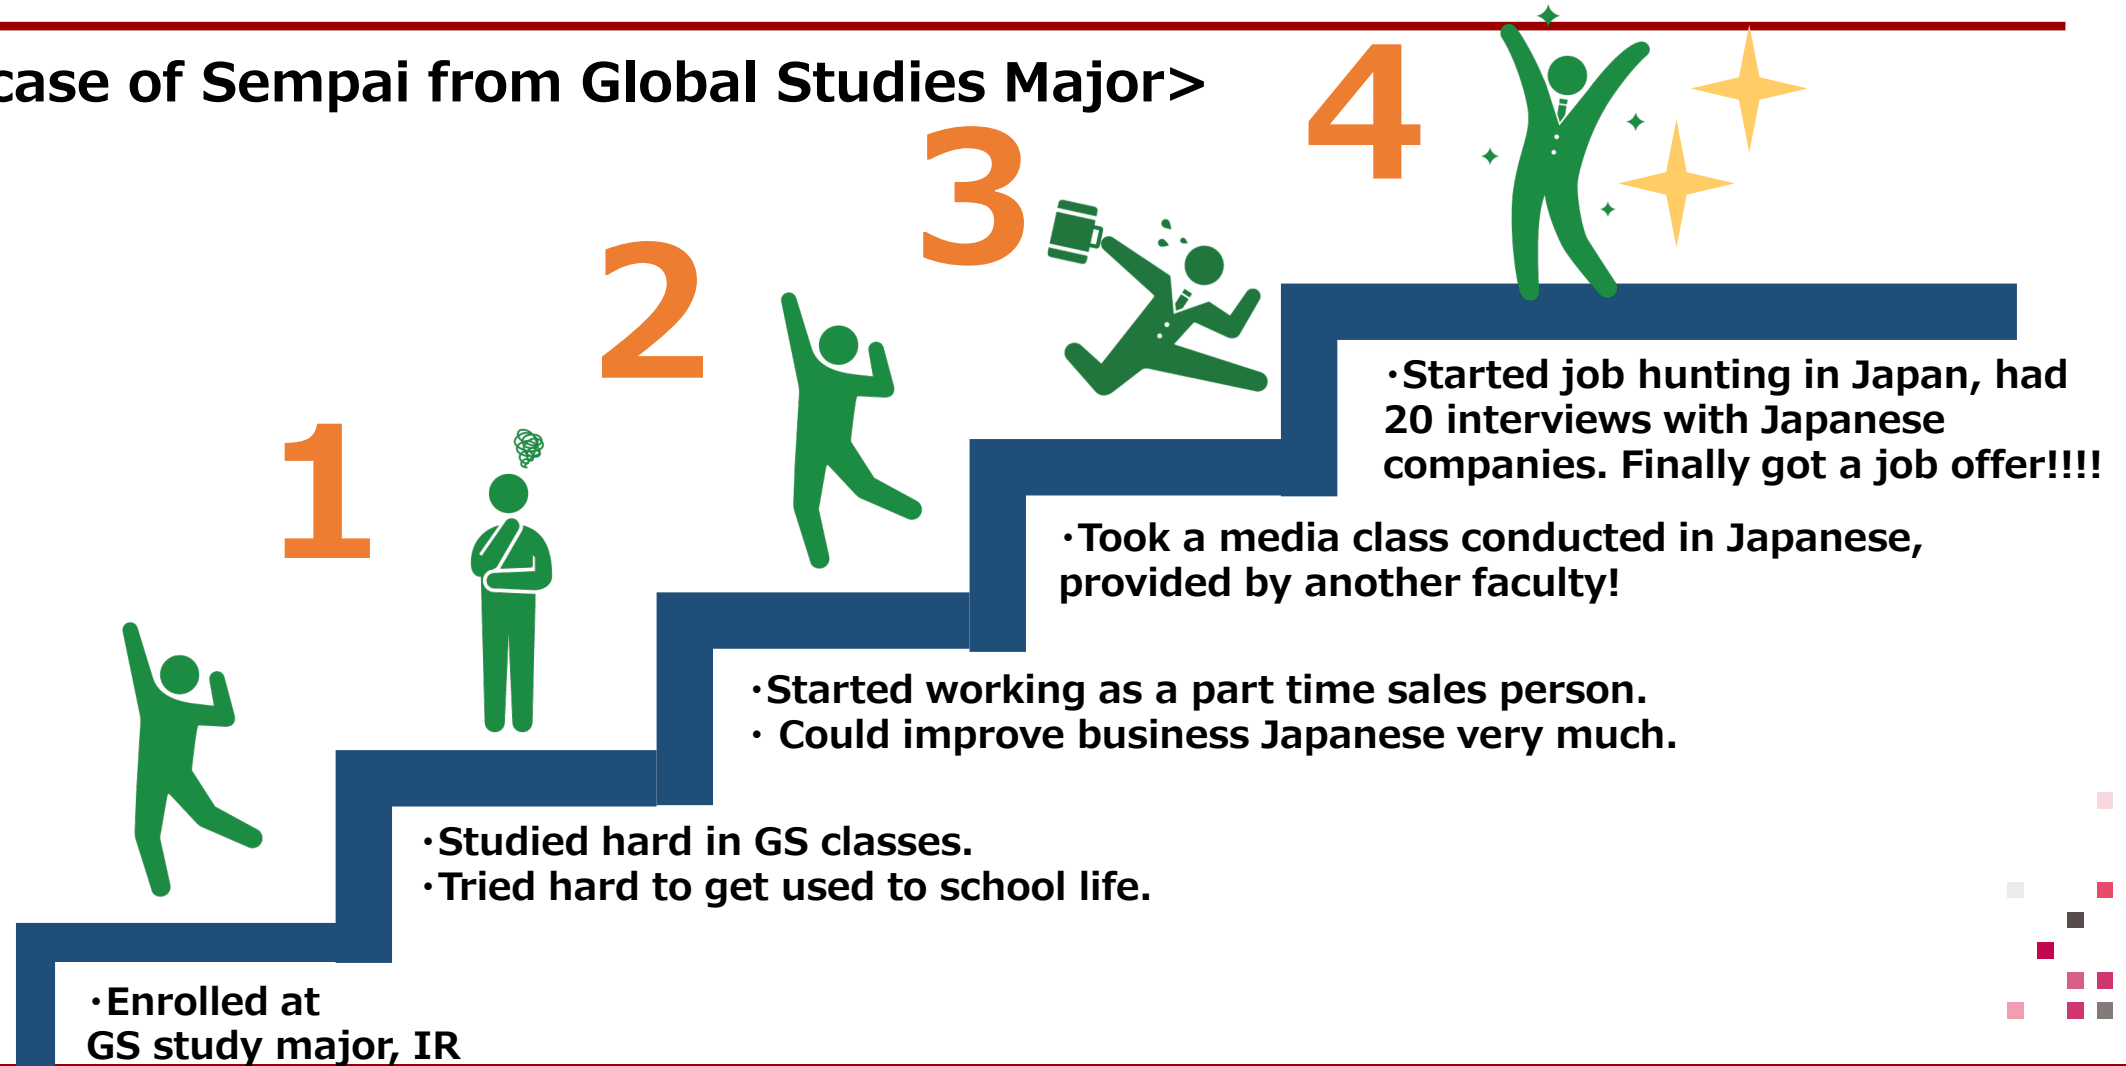 case of Sempai from Global Studies Major>
4
3
2
1
・Started job hunting in Japan, had
20 interviews with Japanese
companies. Finally got a job offer!!!!
・Took a media class conducted in Japanese,
provided by another faculty!
・Started working as a part time sales person.
・ Could improve business Japanese very much.
・Studied hard in GS classes.
・Tried hard to get used to school life.
・Enrolled at
GS study major, IR